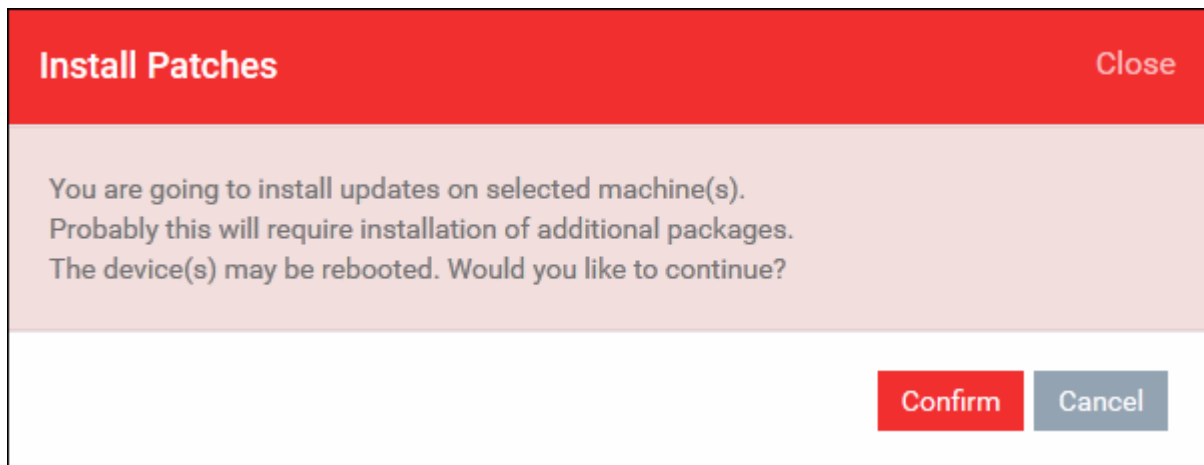 Install Patches
Close
You are going to install updates on selected machine(s).
Probably this will require installation of additional packages.
The device(s) may be rebooted. Would you like to continue?
Confirm
Cancel